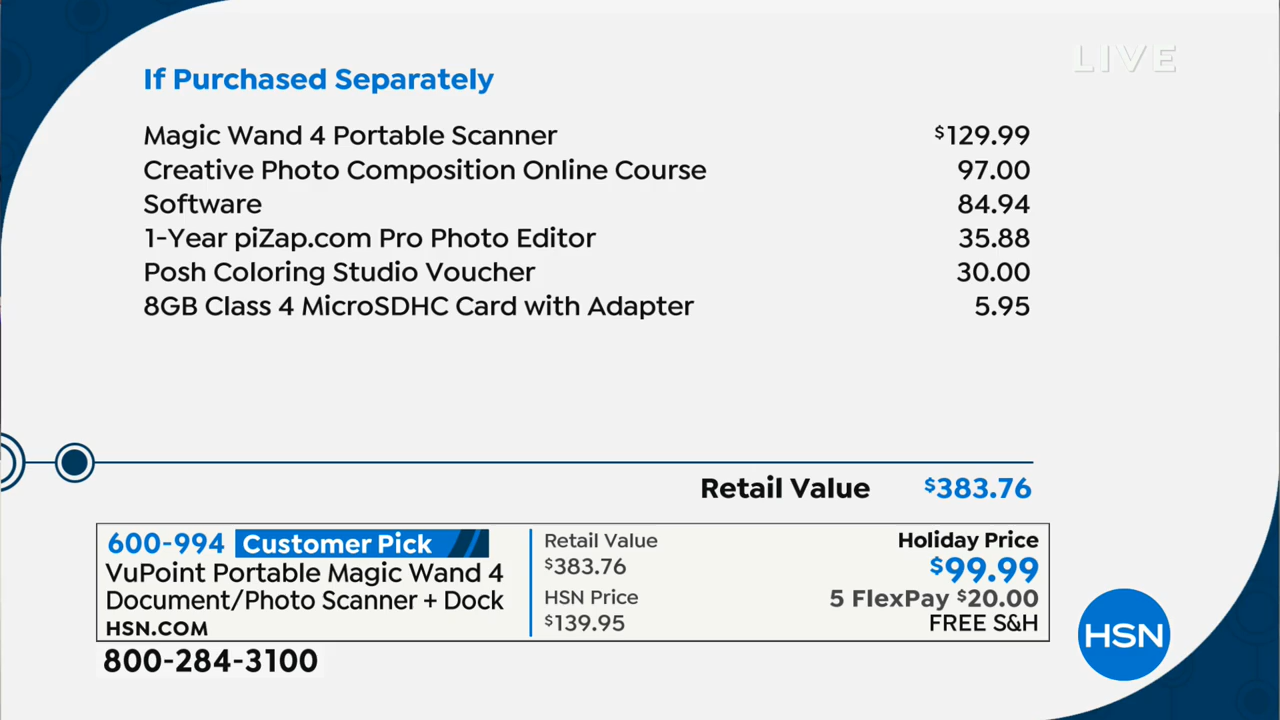 LIVE
If Purchased Separately
Magic Wand 4 Portable Scanner $129.99
Creative Photo Composition Online Course 97.00
Software 84.94
1-Year piZap.com Pro Photo Editor 35.88
Posh Coloring Studio Voucher 30.00
8GB Class 4 MicroSDHC Card with Adapter 5.95
Retail Value $383.76
600-994 Customer Pick
VuPoint Portable Magic Wand 4
Document/Photo Scanner + Dock
HSN.COM
Retail Value
$383.76
HSN Price
$139.95
Holiday Price
$99.99
5 FlexPay $20.00
FREE S&H
HSN
800-284-3100